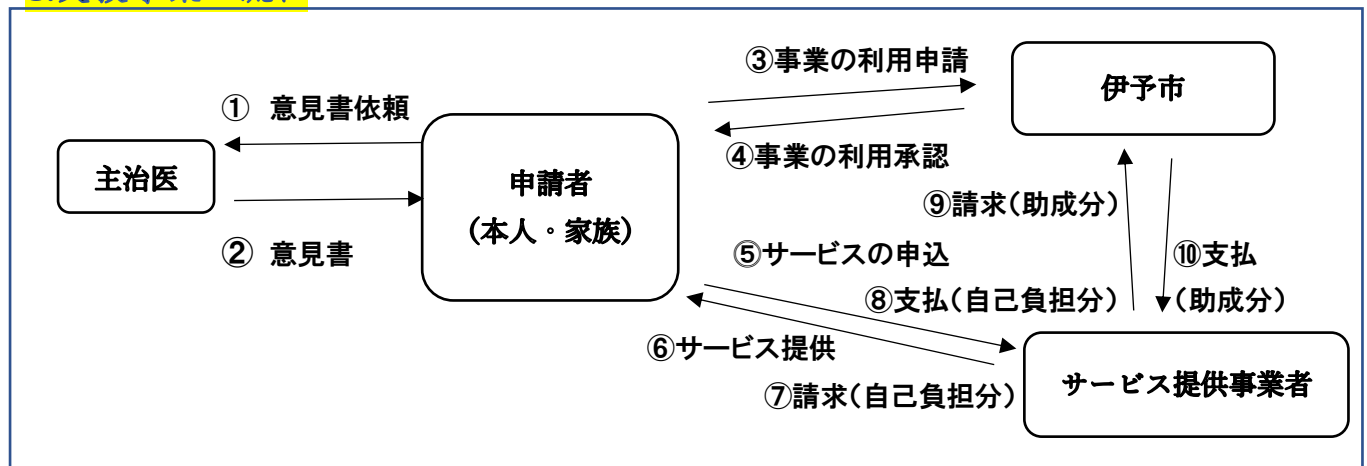 ③事業の利用申請
伊予市
① 意見書依頼
主治医
申請者
(本人。家族)
④事業の利用承認
⑨請求(助成分)
② 意見書
⑤サービスの申込
⑩支払
⑧支払(自己負担分)
(助成分)
⑥サービス提供
サービス提供事業者
⑦請求(自己負担分)